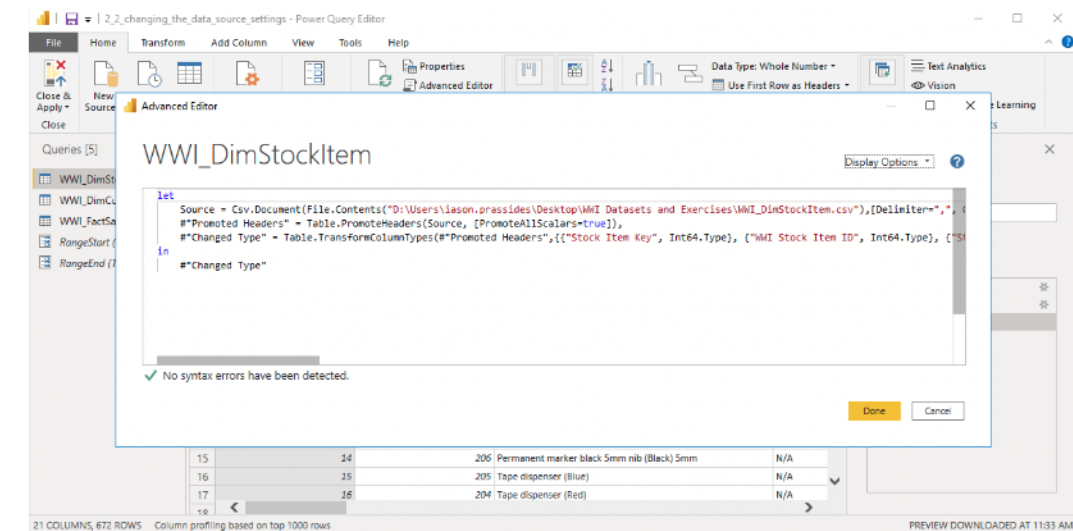 2_2_changing_the_data_source_settings - Power Query Editor
File Home Transform Add Column View Tools Help
Properties
Data Type: Whole Number
Text Analytics
Close &
Apply
New
Source
Advanced Editor
Use First Row as Headers
Vision
Learning
Close
Advanced Editor
Queries [5]
WWI_DimStockItem
Display Options
WWI_DimSt
WWI_DimCu
WWI_FactSa
RangeStart (
RangeEnd (T
let
Source = Csv.Document(File.Contents("D:\Users\iason.prassides\Desktop\WWI Datasets and Exercises\WWI_DimStockItem.csv"),[Delimiter=",",
#"Promoted Headers" = Table.PromoteHeaders(Source, [PromoteAllScalars=true]),
#"Changed Type" = Table.TransformColumnTypes(#"Promoted Headers",{{"Stock Item Key", Int64.Type}, {"WWI Stock Item ID", Int64.Type}, {"St
in
#"Changed Type"
No syntax errors have been detected.
Done Cancel
15 14 206 Permanent marker black 5mm nib (Black) 5mm N/A
16 15 205 Tape dispenser (Blue) N/A
17 16 204 Tape dispenser (Red) N/A
21 COLUMNS, 672 ROWS Column profiling based on top 1000 rows PREVIEW DOWNLOADED AT 11:33 AM